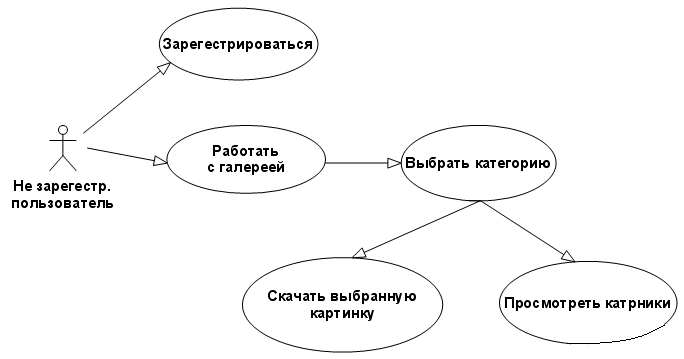 Зарегестрироваться
Работать
с галереей
Выбрать категорию
Не зарегестр.
пользователь
Скачать выбранную
картинку
Просмотреть катрники